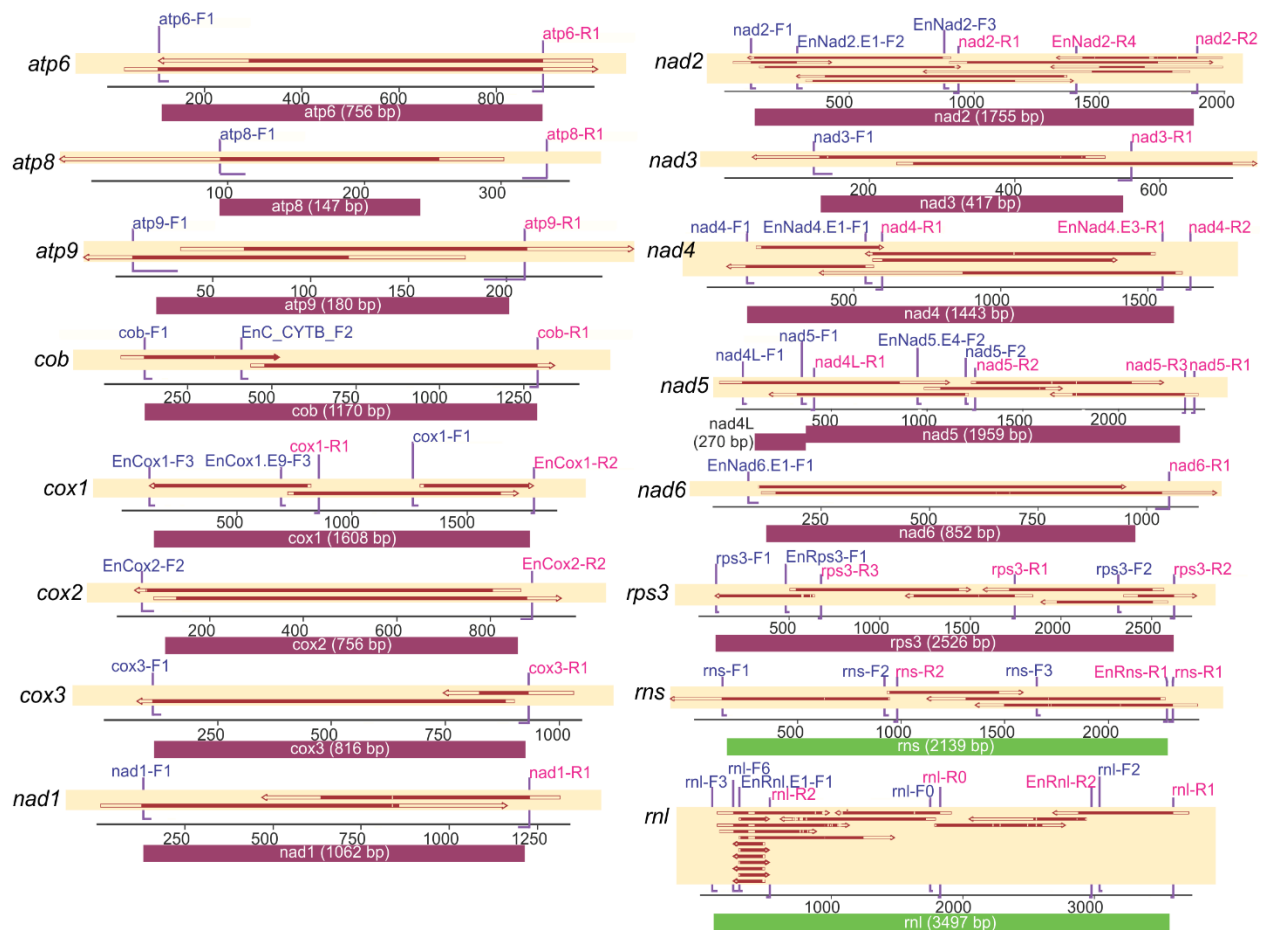 atp6-F1
atp6-R1
atp6
200 400 600 800
atp6 (756 bp)
atp8-F1
atp8-R1
atp8
100 200 300
atp8 (147 bp)
atp9-F1
atp9-R1
atp9
50 100 150 200
atp9 (180 bp)
cob-F1 EnC_CYTB_F2 cob-R1
cob
250 500 750 1000 1250
cob (1170 bp)
cox1-F1
cox1-R1
EnCox1-F3 EnCox1.E9-F3 EnCox1-R2
cox1
500 1000 1500
cox1 (1608 bp)
EnCox2-F2 EnCox2-R2
cox2
200 400 600 800
cox2 (756 bp)
cox3-F1 cox3-R1
cox3
250 500 750 1000
cox3 (816 bp)
nad1-F1 nad1-R1
nad1
250 500 750 1000 1250
nad1 (1062 bp)
EnNad2-F3
nad2-F1 EnNad2.E1-F2 nad2-R1 EnNad2-R4 nad2-R2
nad2
500 1000 1500 2000
nad2 (1755 bp)
nad3-F1 nad3-R1
nad3
200 400 600
nad3 (417 bp)
nad4-F1 EnNad4.E1-F1 nad4-R1 EnNad4.E3-R1 nad4-R2
nad4
500 1000 1500
nad4 (1443 bp)
nad5-F1 EnNad5.E4-F2
nad4L-F1 nad4L-R1 nad5-F2 nad5-R2 nad5-R3 nad5-R1
nad5
500 1000 1500 2000
nad4L
(270 bp)
nad5 (1959 bp)
EnNad6.E1-F1 nad6-R1
nad6
250 500 750 1000
nad6 (852 bp)
rps3-F1 EnRps3-F1 rps3-R3 rps3-R1 rps3-F2 rps3-R2
rps3
500 1000 1500 2000 2500
rps3 (2526 bp)
rns-F1 rns-F2 rns-R2 rns-F3 EnRns-R1 rns-R1
rns
500 1000 1500 2000
rns (2139 bp)
rnl-F6 rnl-R0 rnl-F2
rnl-F3 EnRnl.E1-F1 EnRnl-R2
rnl-R2 rnl-F0 rnl-R1
rnl
1000 2000 3000
rnl (3497 bp)